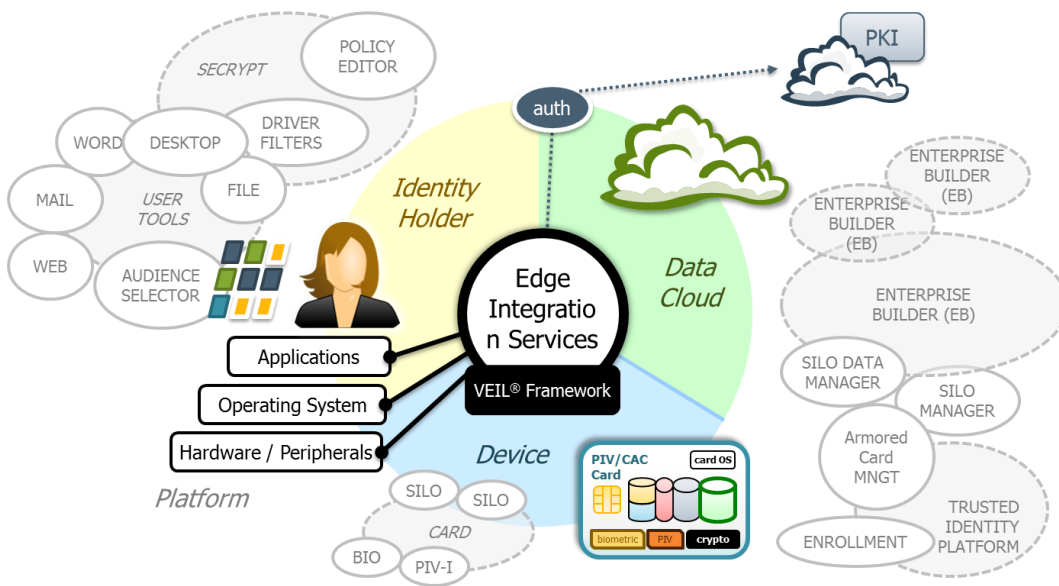 POLICY
EDITOR
SECRYPT
PKI
auth
WORD
DESKTOP
DRIVER
FILTERS
MAIL
USER
TOOLS
FILE
WEB
AUDIENCE
SELECTOR
Identity
Holder
Data
Cloud
Edge
Integratio
n Services
VEIL® Framework
Applications
Operating System
Hardware / Peripherals
Platform
Device
PIV/CAC
Card
card OS
biometric
PIV
crypto
SILO
SILO
CARD
BIO
PIV-I
ENTERPRISE
BUILDER
(EB)
ENTERPRISE
BUILDER
(EB)
ENTERPRISE
BUILDER (EB)
SILO DATA
MANAGER
SILO
MANAGER
Armored
Card
MNGT
TRUSTED
IDENTITY
PLATFORM
ENROLLMENT